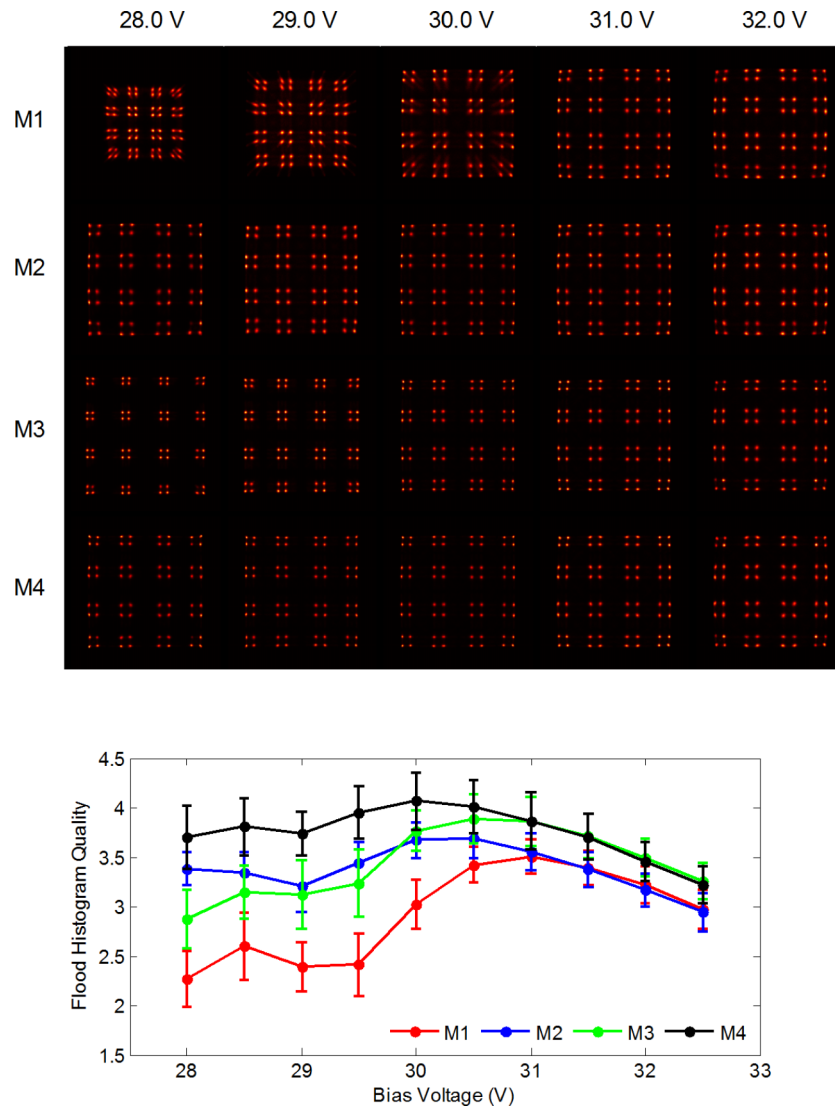 28.0 V 29.0 V 30.0 V 31.0 V 32.0 V
M1
M2
M3
M4
4.5
4
3.5
3
2.5
2
1.5
Flood Histogram Quality
M1 M2 M3 M4
28 29 30 31 32 33
Bias Voltage (V)